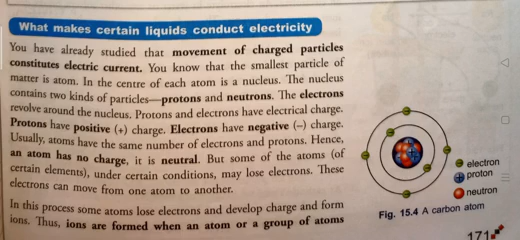 What makes certain liquids conduct electricity
You have already studied that movement of charged particles
constitutes electric current. You know that the smallest particle of
matter is atom. In the centre of each atom is a nucleus. The nucleus
contains two kinds of particles—protons and neutrons. The electrons
revolve around the nucleus. Protons and electrons have electrical charge.
Protons have positive (+) charge. Electrons have negative (–) charge.
Usually, atoms have the same number of electrons and protons. Hence,
an atom has no charge, it is neutral. But some of the atoms (of
certain elements), under certain conditions, may lose electrons. These
electrons can move from one atom to another.
In this process some atoms lose electrons and develop charge and form
ions. Thus, ions are formed when an atom or a group of atoms
electron
proton
neutron
Fig. 15.4 A carbon atom
171